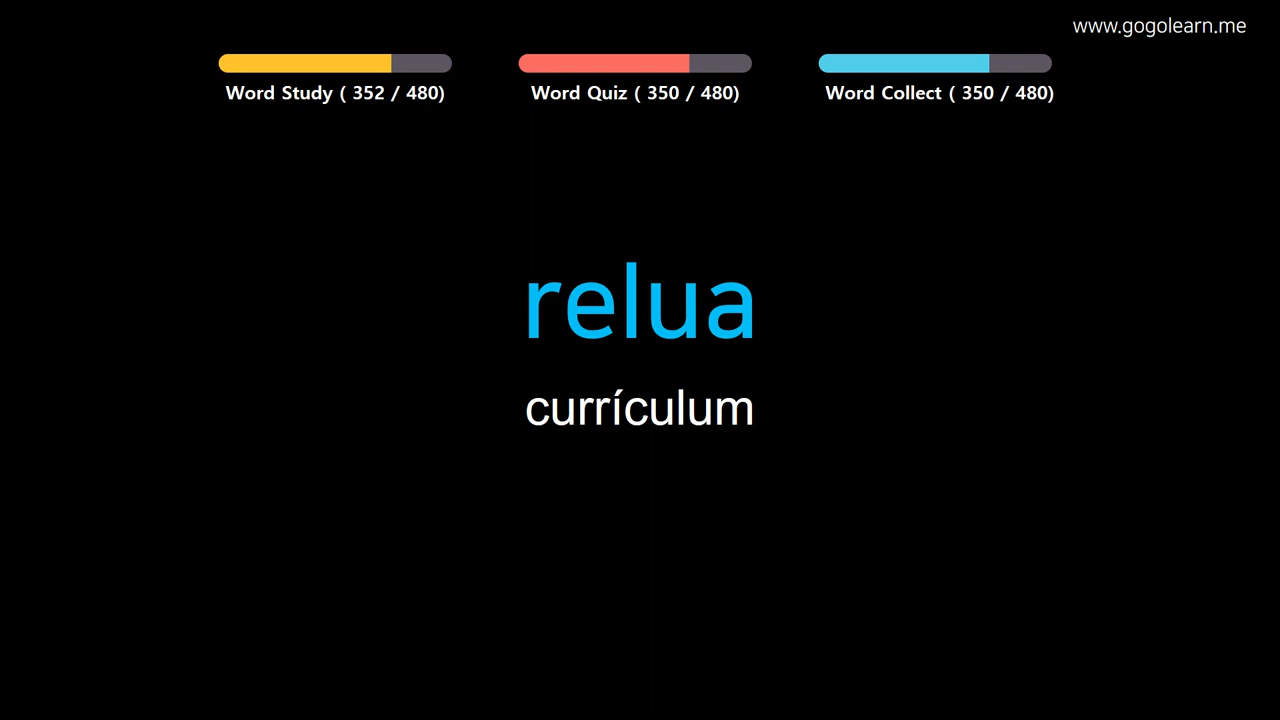 www.gogolearn.me
Word Study ( 352 / 480)
Word Quiz ( 350 / 480)
Word Collect ( 350 / 480)
relua
currículum